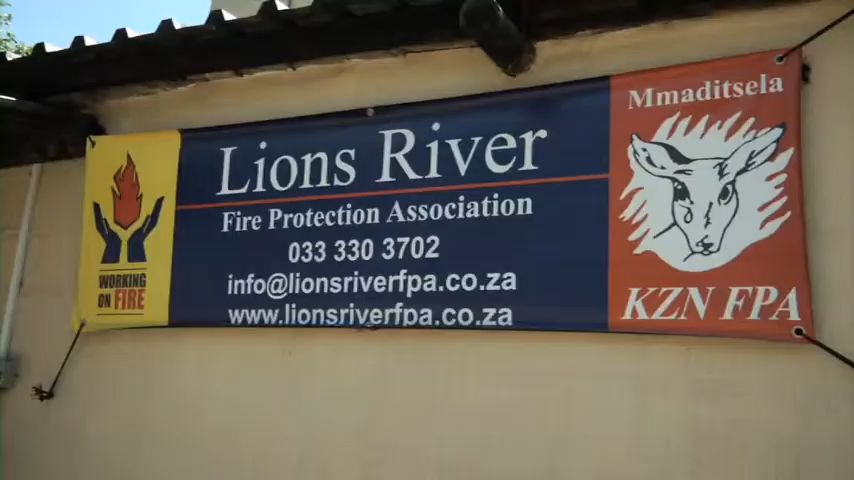 WORKING
ON FIRE
Lions River
Fire Protection Association
033 330 3702
info@lionsriverfpa.co.za
www.lionsriverfpa.co.za
Mmaditsela
KZN FPA